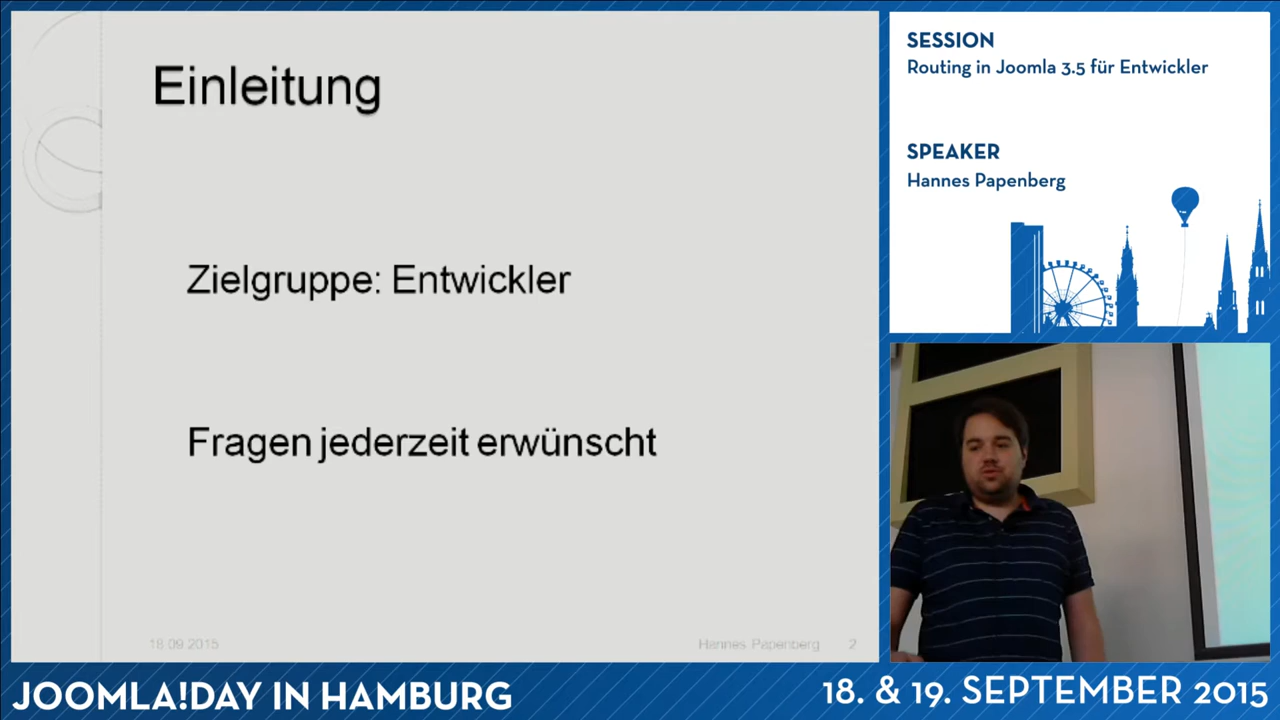 Einleitung
Zielgruppe: Entwickler
Fragen jederzeit erwünscht
18.09.2015
Hannes Papenberg
2
SESSION
Routing in Joomla 3.5 für Entwickler
SPEAKER
Hannes Papenberg
JOOMLA!DAY IN HAMBURG
18. & 19. SEPTEMBER 2015